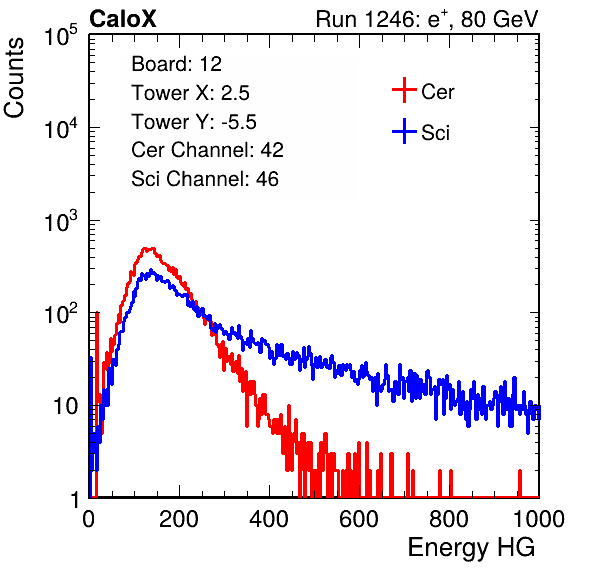 CaloX Run 1246: e⁺, 80 GeV
Counts
Board: 12
Tower X: 2.5
Tower Y: -5.5
Cer Channel: 42
Sci Channel: 46
Cer
Sci
10⁵
10⁴
10³
10²
10
1
0 200 400 600 800 1000
Energy HG